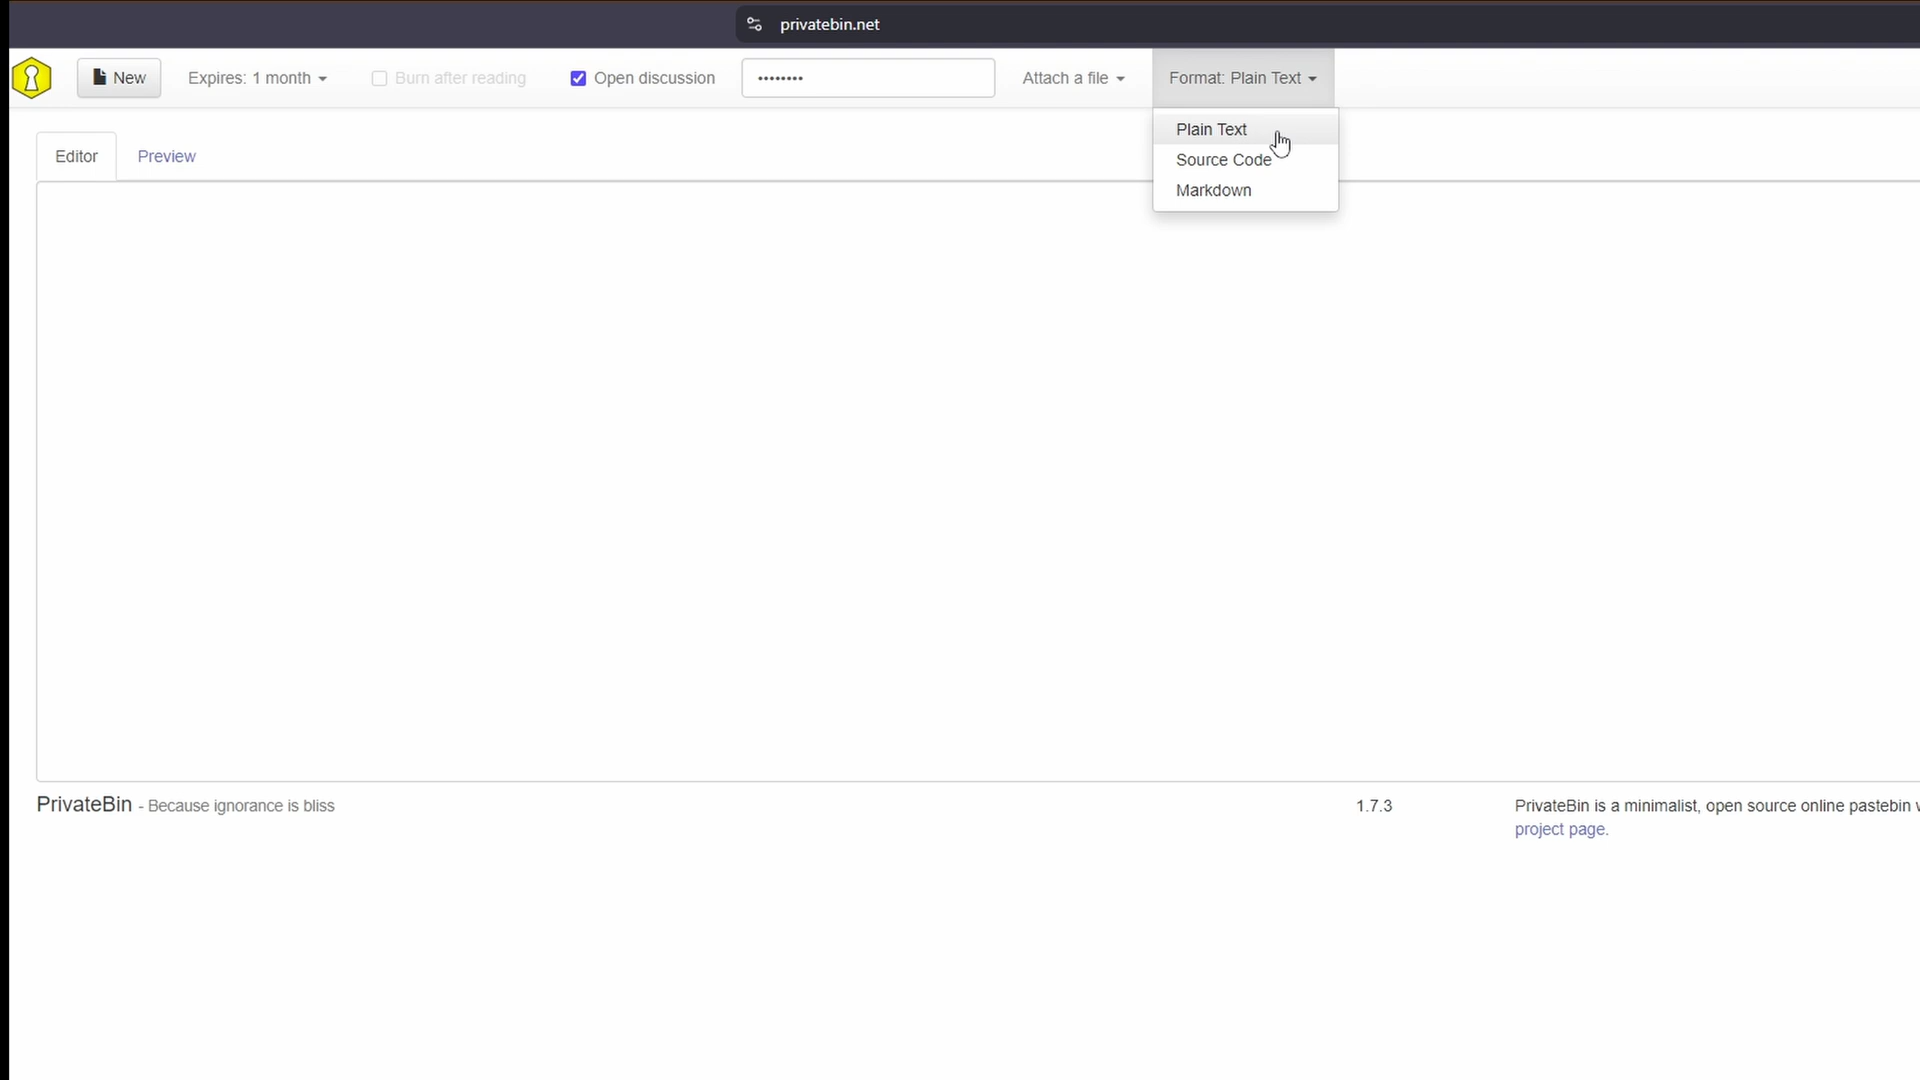 privatebin.net
New
Expires: 1 month
Burn after reading
Open discussion
••••••••
Attach a file
Format: Plain Text
Plain Text
Source Code
Markdown
Editor
Preview
PrivateBin - Because ignorance is bliss
1.7.3
PrivateBin is a minimalist, open source online pastebin
project page.